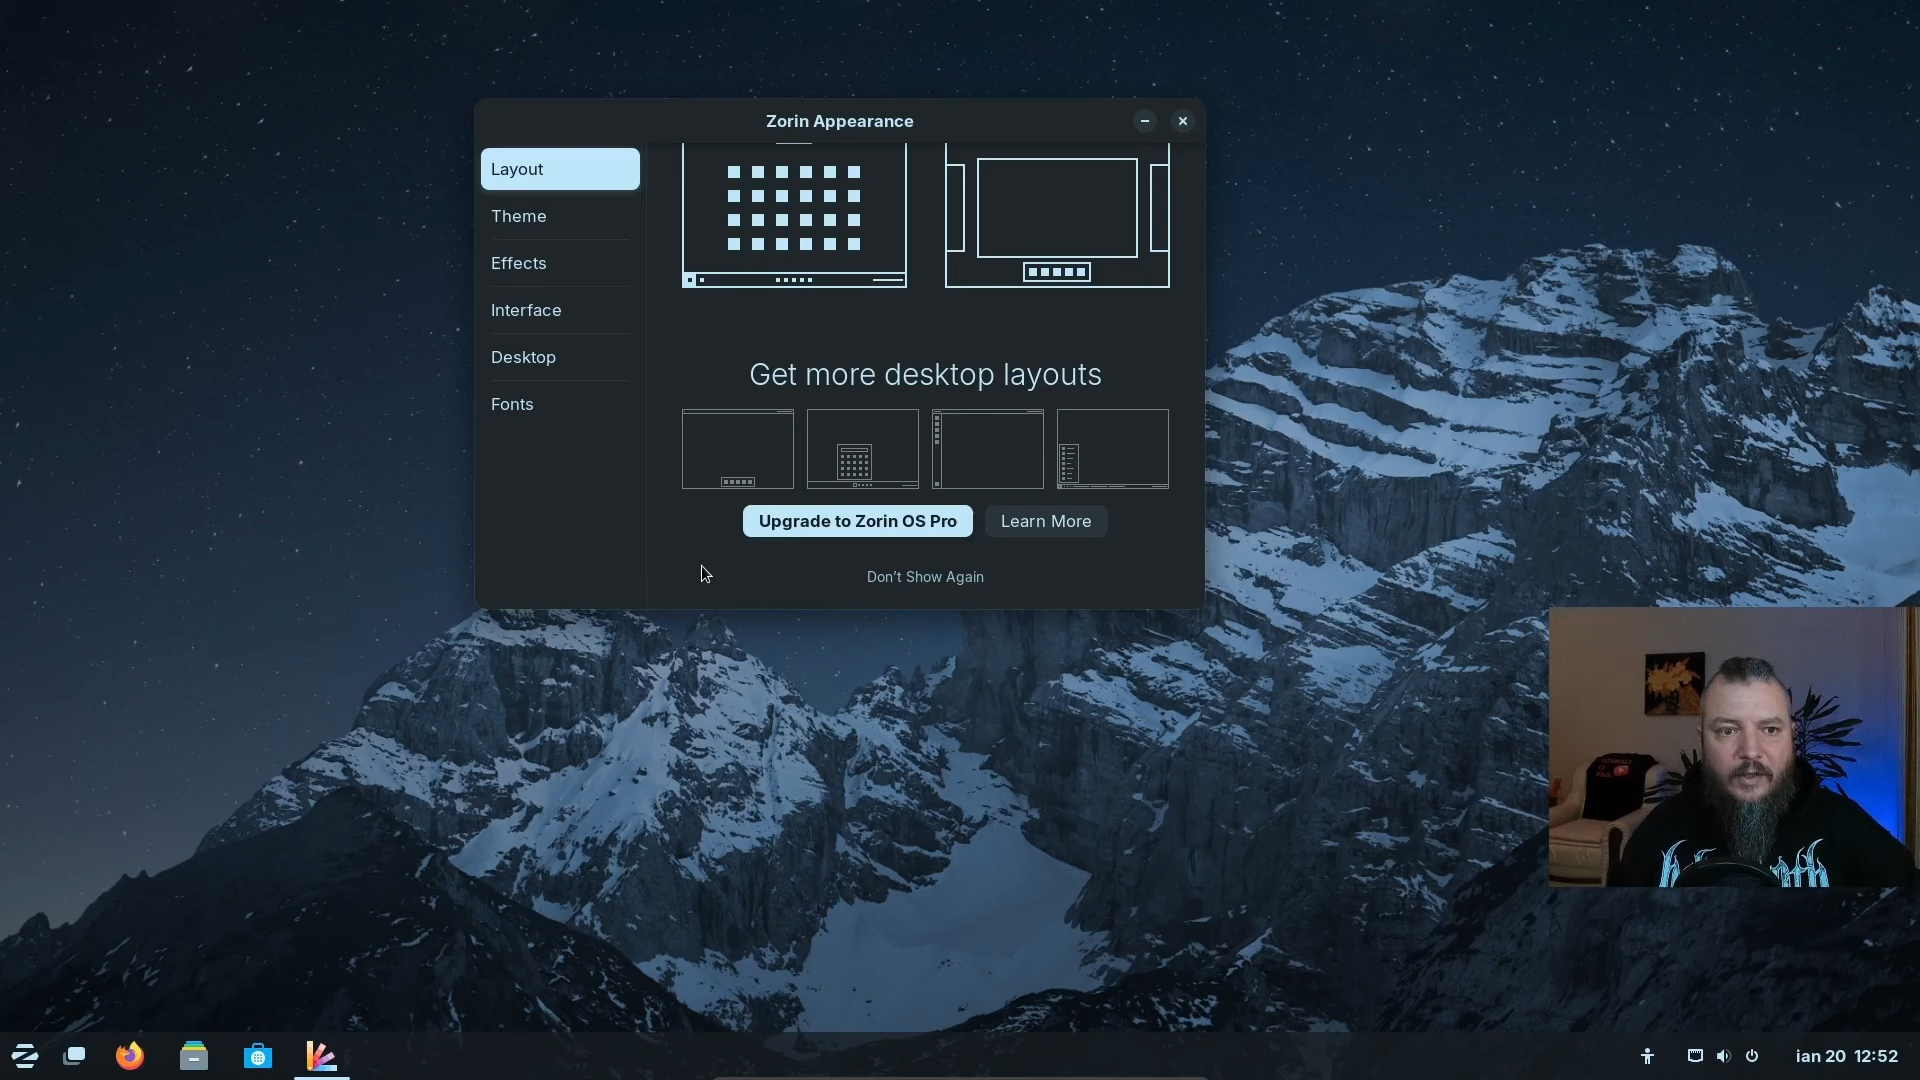 Zorin Appearance
Layout
Theme
Effects
Interface
Desktop
Fonts
Get more desktop layouts
Upgrade to Zorin OS Pro
Learn More
Don't Show Again
ian 20 12:52